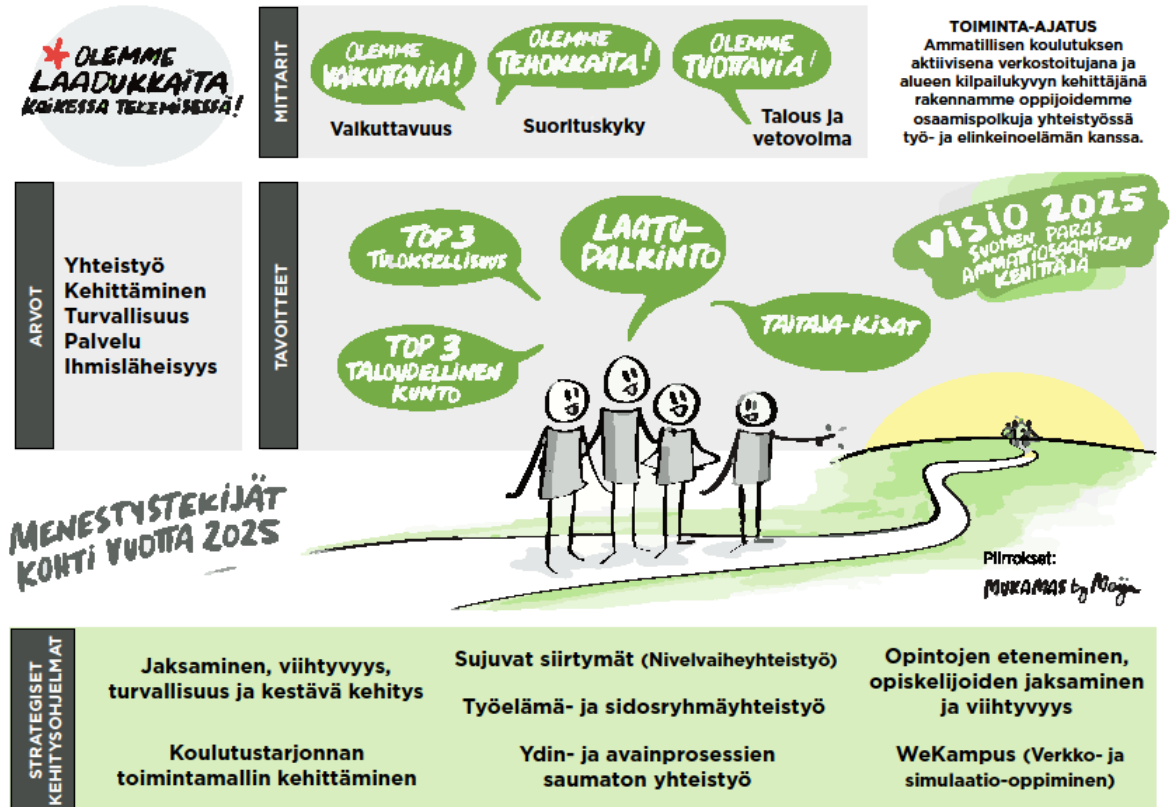 * OLEMME
LAADUKKAITA
KAIKESSA TEKEMISESSÄ!
MITTARIT
OLEMME
VAIKUTTAVIA!
Vaikuttavuus
OLEMME
TEHOKKAITA!
Suorituskyky
OLEMME
TUOTTAVIA!
Talous ja
vetovoima
TOIMINTA-AJATUS
Ammatillisen koulutuksen
aktiivisena verkostoitujana ja
alueen kilpailukyvyn kehittäjänä
rakennamme oppijoidemme
osaamispolkuja yhteistyössä
työ- ja elinkeinoelämän kanssa.
ARVOT
Yhteistyö
Kehittäminen
Turvallisuus
Palvelu
Ihmisläheisyys
TAVOITTEET
TOP 3
TULOKSELLISUUS
LAATU-
PALKINTO
TOP 3
TALOUDELLINEN
KUNTO
TAITAJA-KISAT
VISIO 2025
SUOMEN PARAS
AMMATTIOSAAMISEN
KEHITTÄJÄ
MENESTYSTEKIJÄT
KOHTI VUOTTA 2025
Piirrokset:
MUKAMAS by Maija
STRATEGISET
KEHITYSOHJELMAT
Jaksaminen, viihtyvyys,
turvallisuus ja kestävä kehitys
Koulutustarjonnan
toimintamallin kehittäminen
Sujuvat siirtymät (Nivelvaiheyhteistyö)
Työelämä- ja sidosryhmäyhteistyö
Ydin- ja avainprosessien
saumaton yhteistyö
Opintojen eteneminen,
opiskelijoiden jaksaminen
ja viihtyvyys
WeKampus (Verkko- ja
simulaatio-oppiminen)